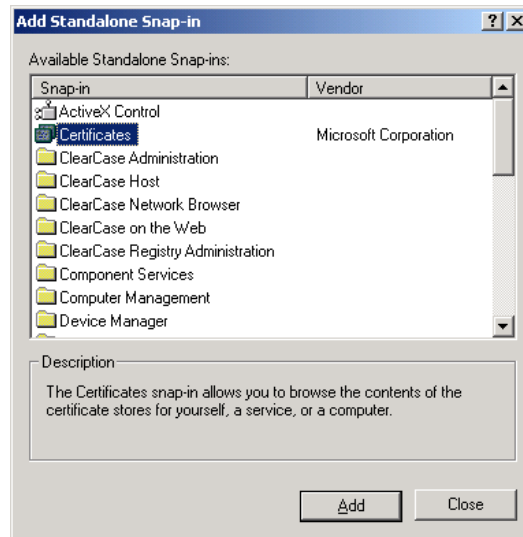 Add Standalone Snap-in
Available Standalone Snap-ins:
Snap-in Vendor
ActiveX Control
Certificates Microsoft Corporation
ClearCase Administration
ClearCase Host
ClearCase Network Browser
ClearCase on the Web
ClearCase Registry Administration
Component Services
Computer Management
Device Manager
Description
The Certificates snap-in allows you to browse the contents of the
certificate stores for yourself, a service, or a computer.
Add Close